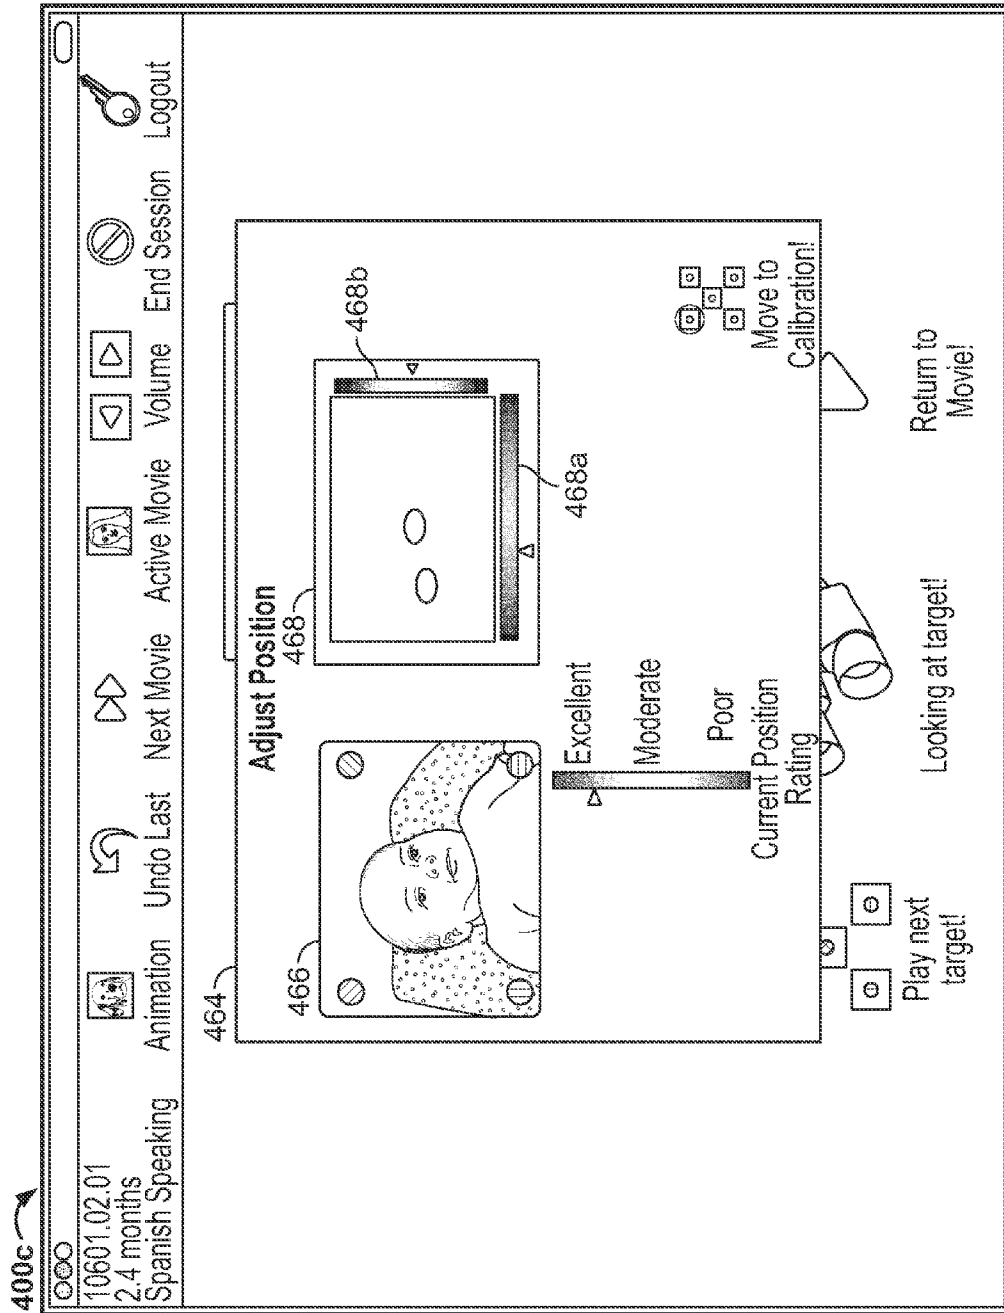 400c
10601.02.01
2.4 months
Spanish Speaking
Animation
Undo Last
Next Movie
Active Movie
Volume
End Session
Logout
464
Adjust Position
466
468
468b
468a
Excellent
Moderate
Poor
Current Position
Rating
Move to
Calibration!
Play next
target!
Looking at target!
Return to
Movie!